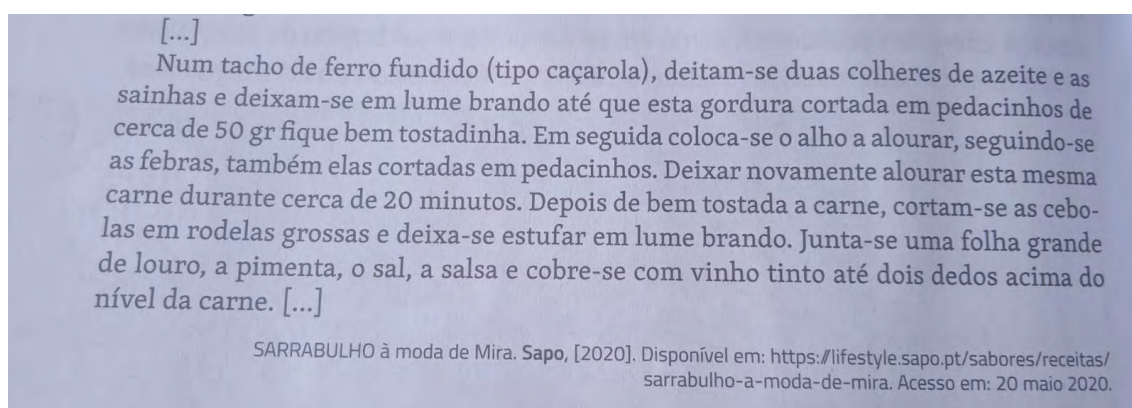 [...]
Num tacho de ferro fundido (tipo caçarola), deitam-se duas colheres de azeite e as
sainhas e deixam-se em lume brando até que esta gordura cortada em pedacinhos de
cerca de 50 gr fique bem tostadinha. Em seguida coloca-se o alho a alourar, seguindo-se
as febras, também elas cortadas em pedacinhos. Deixar novamente alourar esta mesma
carne durante cerca de 20 minutos. Depois de bem tostada a carne, cortam-se as cebo-
las em rodelas grossas e deixa-se estufar em lume brando. Junta-se uma folha grande
de louro, a pimenta, o sal, a salsa e cobre-se com vinho tinto até dois dedos acima do
nível da carne. [...]
SARRABULHO à moda de Mira. Sapo, [2020]. Disponível em: https://lifestyle.sapo.pt/sabores/receitas/
sarrabulho-a-moda-de-mira. Acesso em: 20 maio 2020.